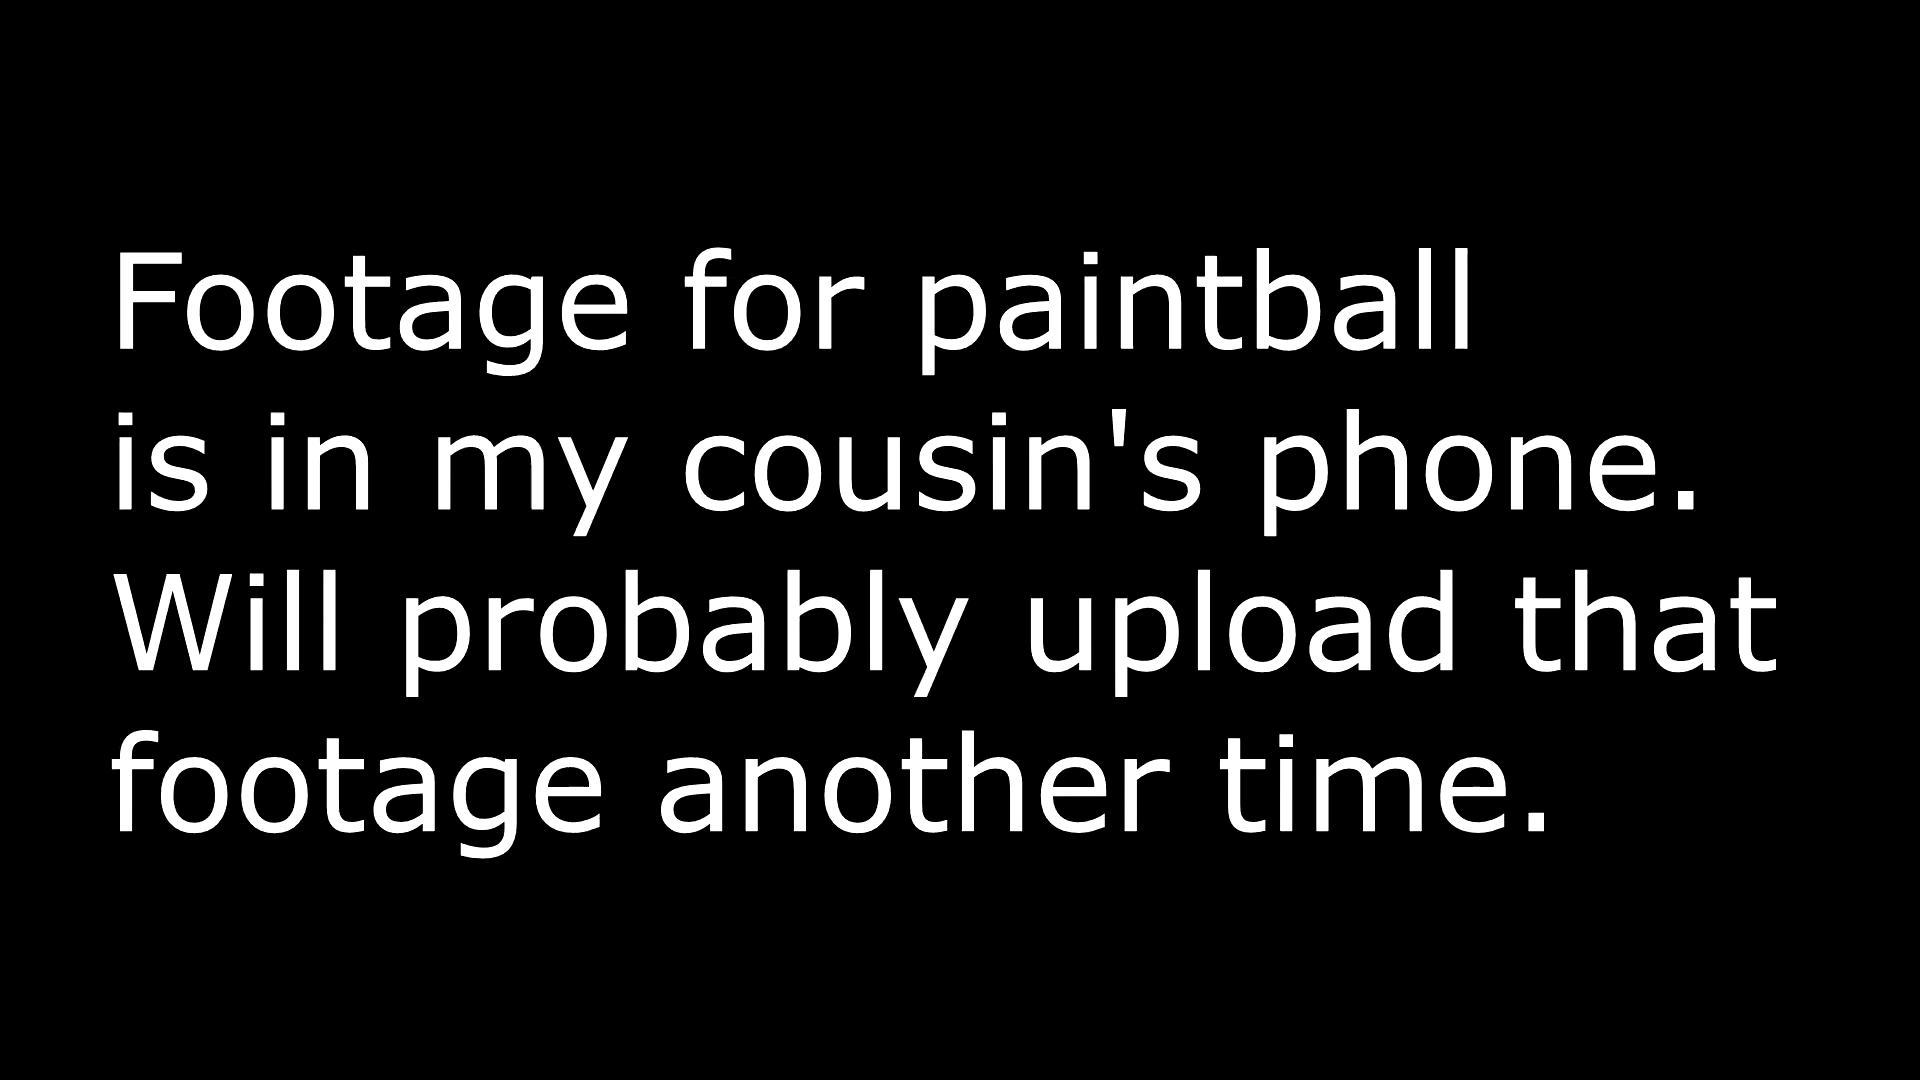 Footage for paintball
is in my cousin's phone.
Will probably upload that
footage another time.